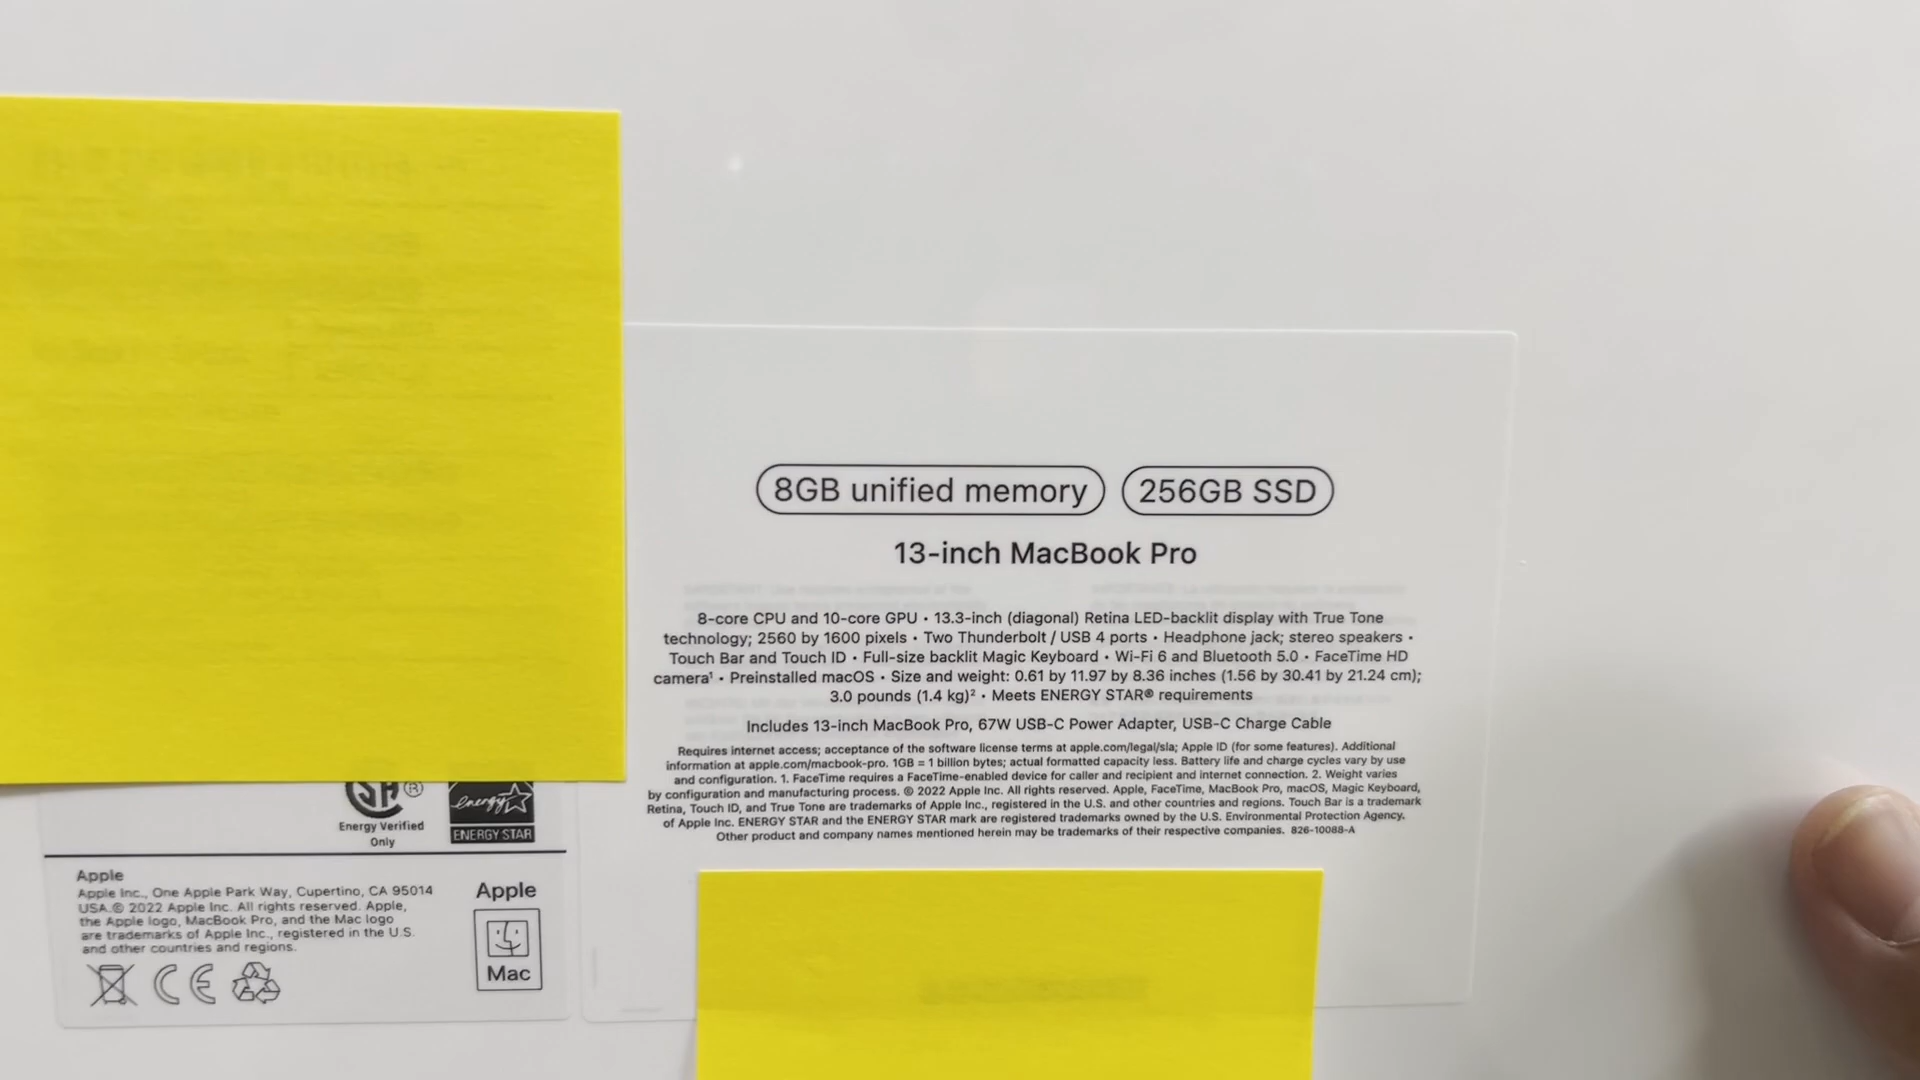 8GB unified memory 256GB SSD
13-inch MacBook Pro
8-core CPU and 10-core GPU • 13.3-inch (diagonal) Retina LED-backlit display with True Tone
technology; 2560 by 1600 pixels • Two Thunderbolt / USB 4 ports • Headphone jack; stereo speakers •
Touch Bar and Touch ID • Full-size backlit Magic Keyboard • Wi-Fi 6 and Bluetooth 5.0 • FaceTime HD
camera¹ • Preinstalled macOS • Size and weight: 0.61 by 11.97 by 8.36 inches (1.56 by 30.41 by 21.24 cm);
3.0 pounds (1.4 kg)² • Meets ENERGY STAR® requirements
Includes 13-inch MacBook Pro, 67W USB-C Power Adapter, USB-C Charge Cable
Requires internet access; acceptance of the software license terms at apple.com/legal/sla; Apple ID (for some features). Additional
information at apple.com/macbook-pro. 1GB = 1 billion bytes; actual formatted capacity less. Battery life and charge cycles vary by use
and configuration. 1. FaceTime requires a FaceTime-enabled device for caller and recipient and internet connection. 2. Weight varies
by configuration and manufacturing process. © 2022 Apple Inc. All rights reserved. Apple, FaceTime, MacBook Pro, macOS, Magic Keyboard,
Retina, Touch ID, and True Tone are trademarks of Apple Inc., registered in the U.S. and other countries and regions. Touch Bar is a trademark
of Apple Inc. ENERGY STAR and the ENERGY STAR mark are registered trademarks owned by the U.S. Environmental Protection Agency.
Other product and company names mentioned herein may be trademarks of their respective companies. 826-10088-A
®
Energy Verified
Only
energy
ENERGY STAR
Apple
Apple Inc., One Apple Park Way, Cupertino, CA 95014
USA © 2022 Apple Inc. All rights reserved. Apple,
the Apple logo, MacBook Pro, and the Mac logo
are trademarks of Apple Inc., registered in the U.S.
and other countries and regions.
CE
Apple
Mac